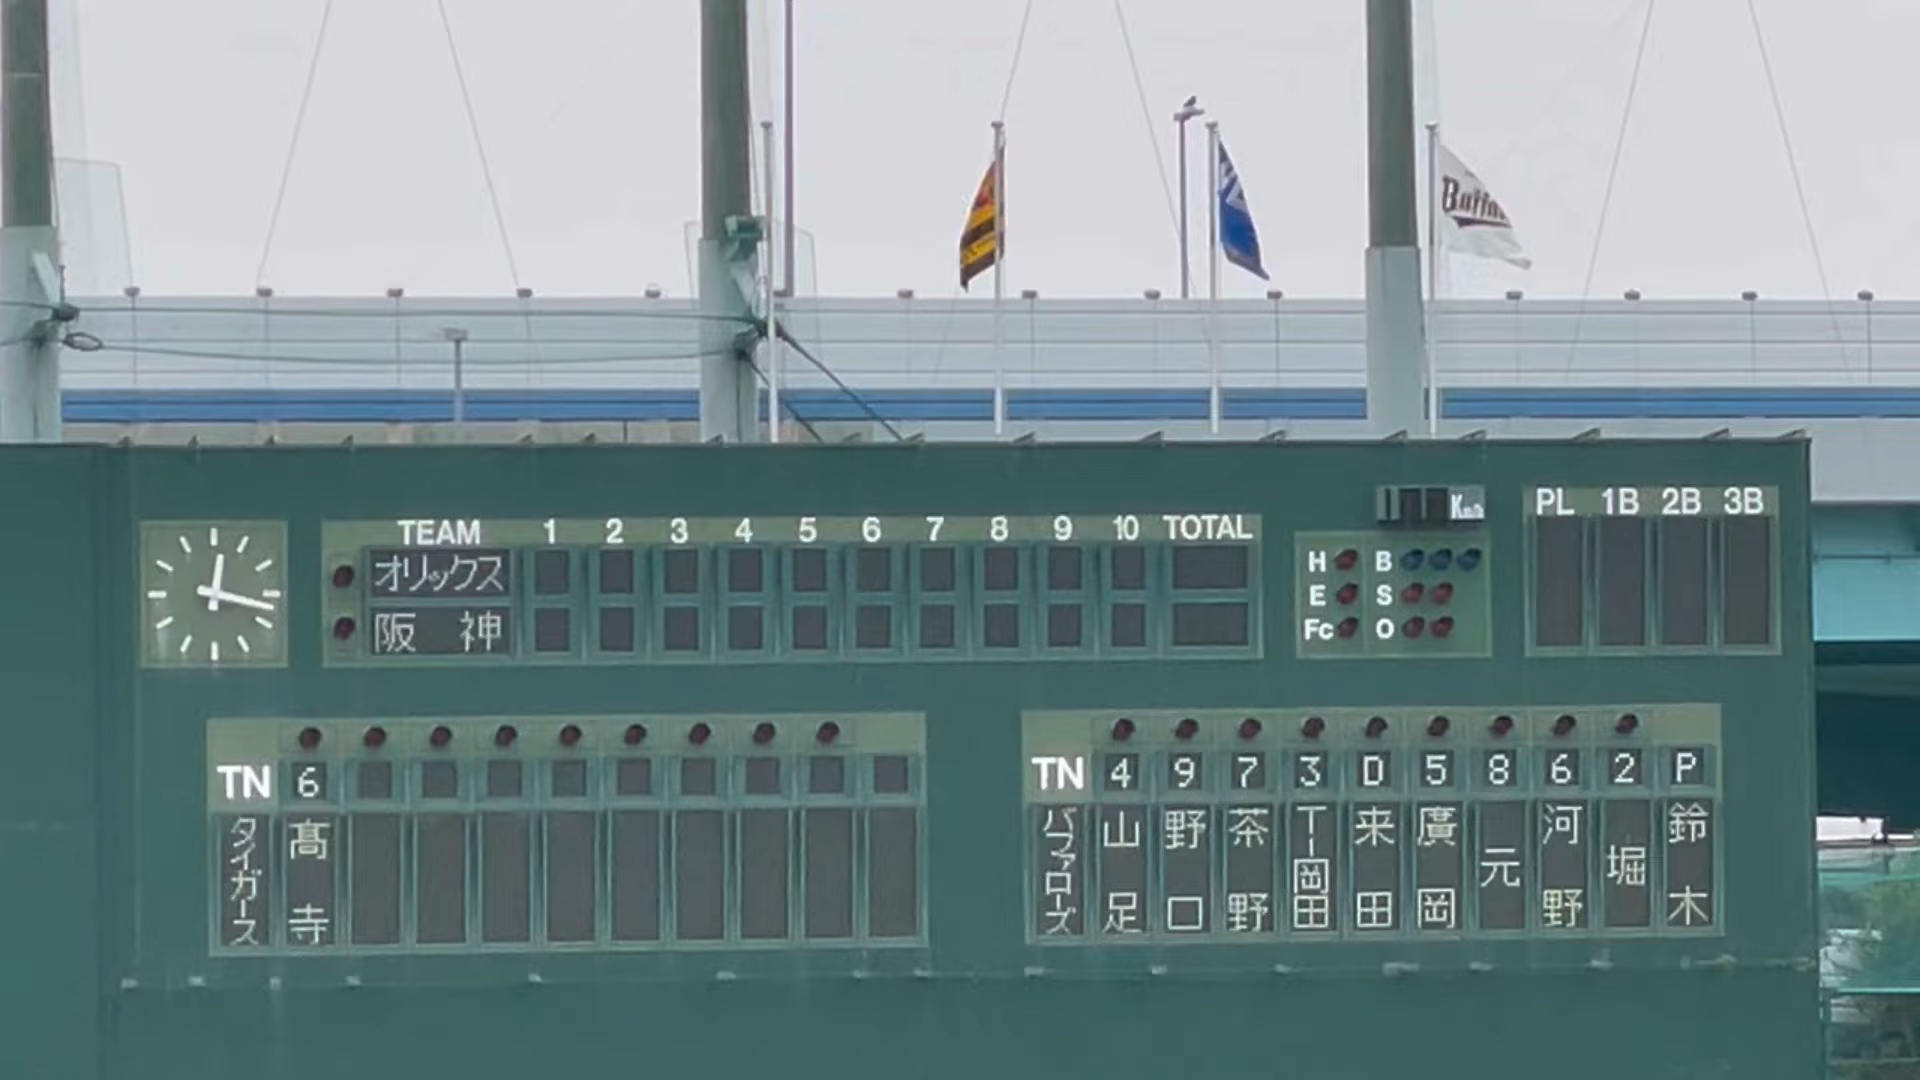 Buffa
Km/h
PL 1B 2B 3B
TEAM 1 2 3 4 5 6 7 8 9 10 TOTAL
オリックス
阪神
H B
E S
Fc O
TN 6
タイガース 髙寺
TN 4 9 7 3 D 5 8 6 2 P
バファローズ 山足 野口 茶野 T-岡田 来田 廣岡 元 河野 堀 鈴木